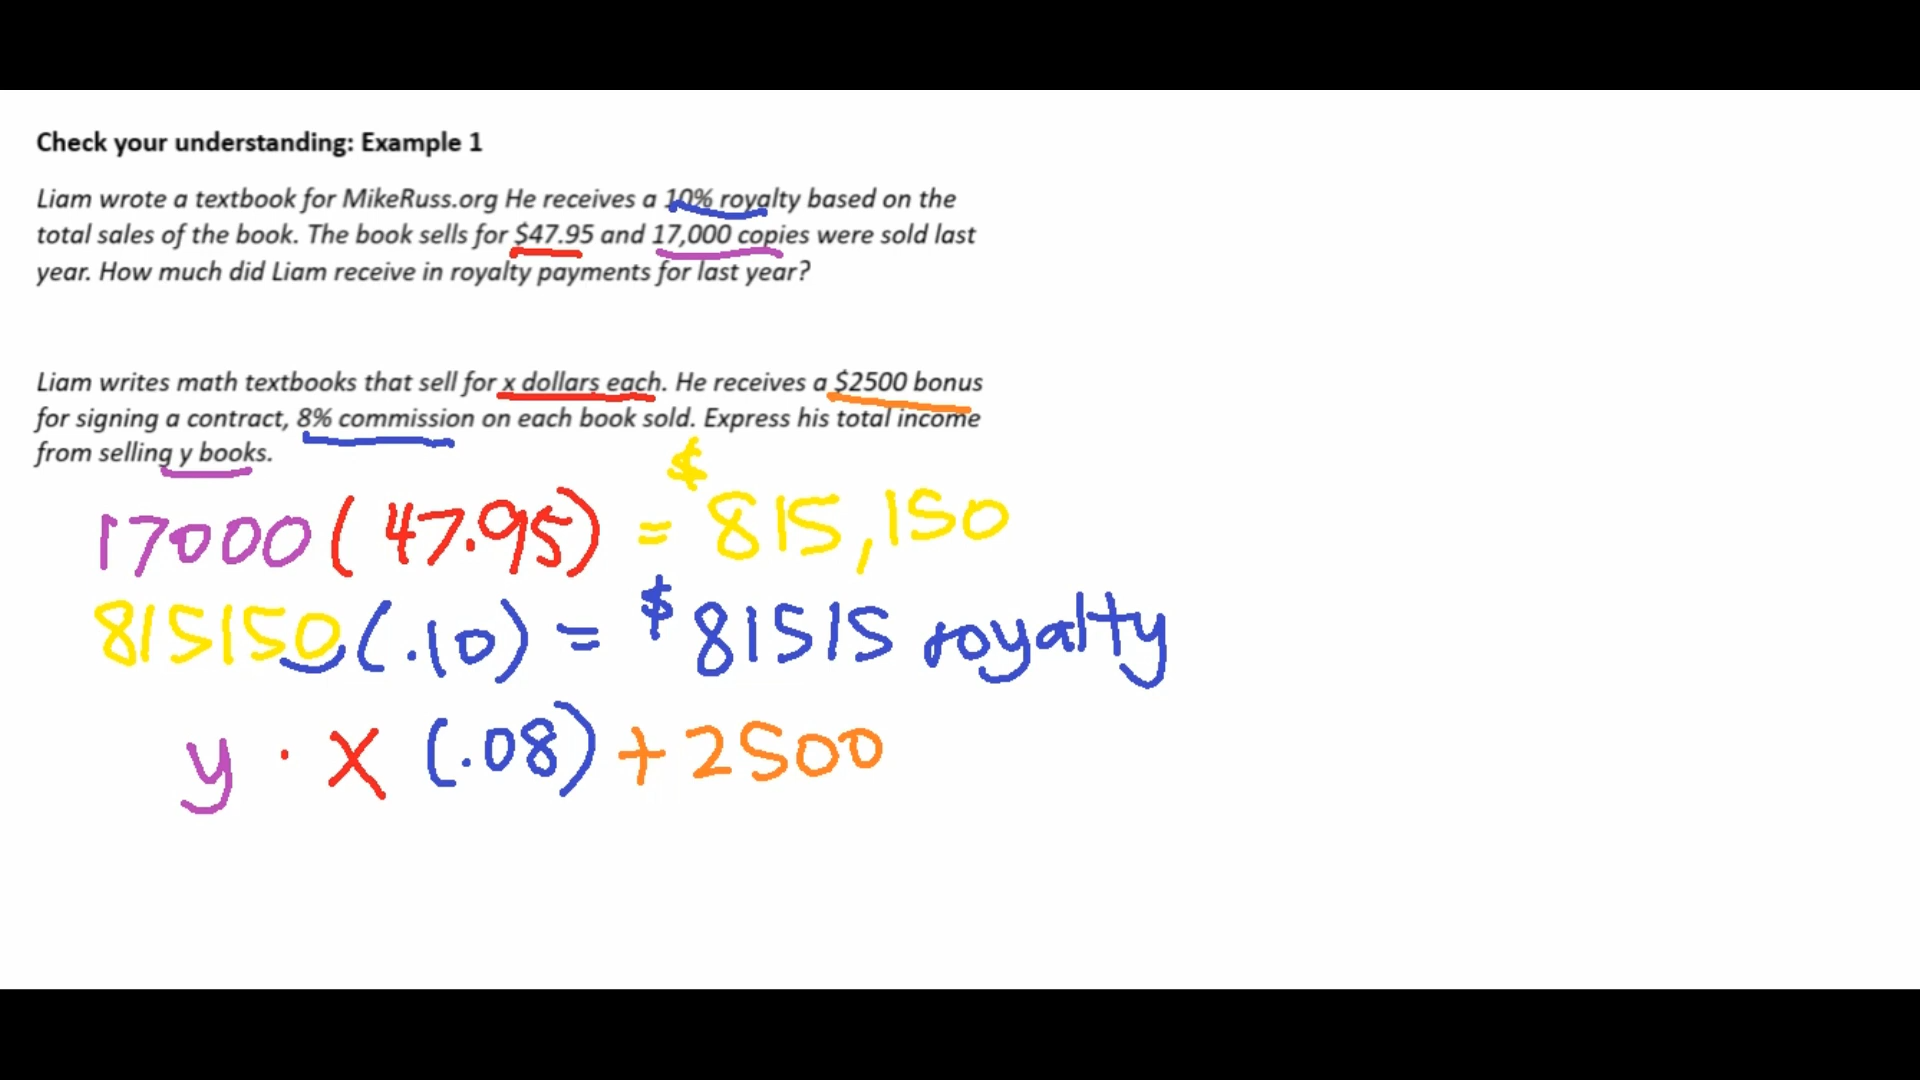 Check your understanding: Example 1
Liam wrote a textbook for MikeRuss.org He receives a 10% royalty based on the
total sales of the book. The book sells for $47.95 and 17,000 copies were sold last
year. How much did Liam receive in royalty payments for last year?
Liam writes math textbooks that sell for x dollars each. He receives a $2500 bonus
for signing a contract, 8% commission on each book sold. Express his total income
from selling y books.
17000 ( 47.95) = $815,150
815150 (.10) = $81515 royalty
y · x (.08) + 2500